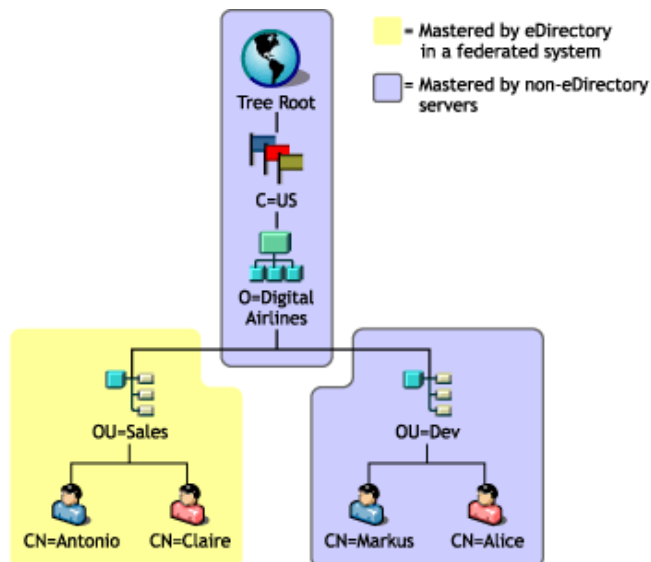 = Mastered by eDirectory
in a federated system
= Mastered by non-eDirectory
servers
Tree Root
C=US
O=Digital
Airlines
OU=Sales
OU=Dev
CN=Antonio
CN=Claire
CN=Markus
CN=Alice